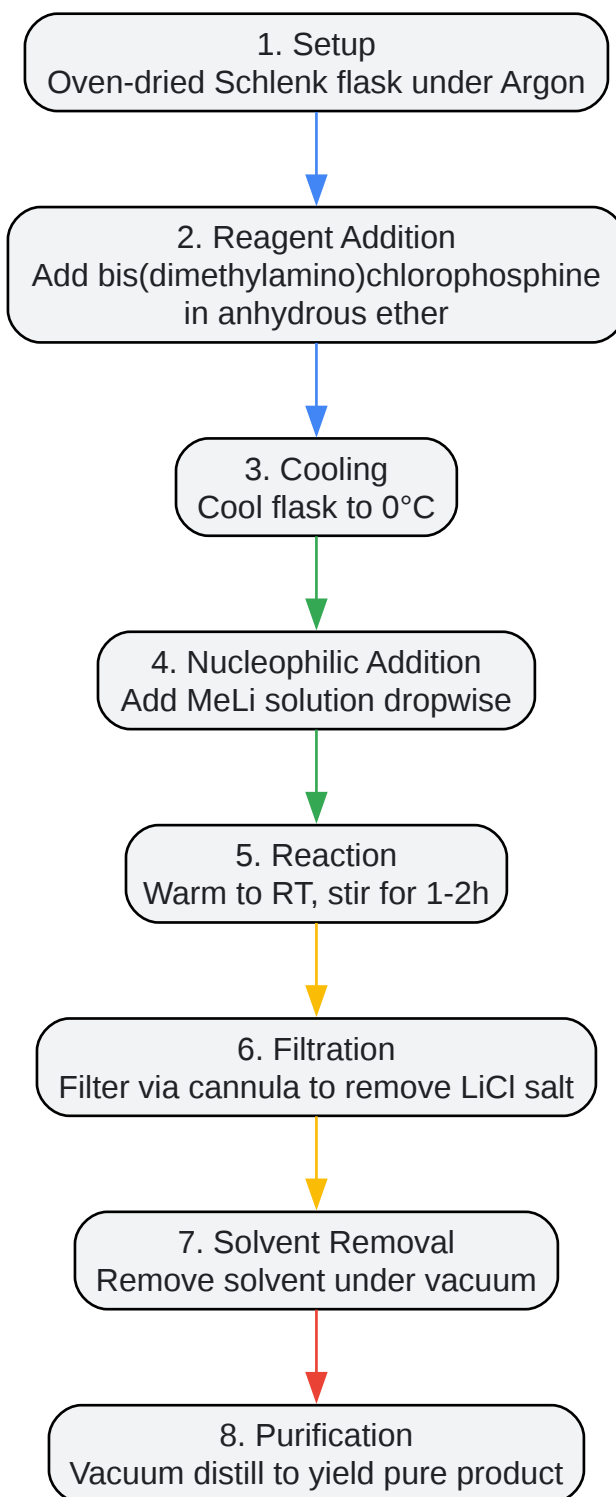 1. Setup
Oven-dried Schlenk flask under Argon
2. Reagent Addition
Add bis(dimethylamino)chlorophosphine
in anhydrous ether
3. Cooling
Cool flask to 0°C
4. Nucleophilic Addition
Add MeLi solution dropwise
5. Reaction
Warm to RT, stir for 1-2h
6. Filtration
Filter via cannula to remove LiCl salt
7. Solvent Removal
Remove solvent under vacuum
8. Purification
Vacuum distill to yield pure product